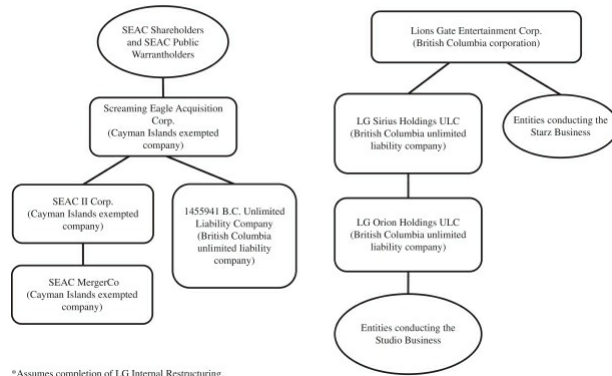 SEAC Shareholders
and SEAC Public
Warrantholders
Screaming Eagle Acquisition
Corp.
(Cayman Islands exempted
company)
SEAC II Corp.
(Cayman Islands exempted
company)
1455941 B.C. Unlimited
Liability Company
(British Columbia
unlimited liability
company)
SEAC MergerCo
(Cayman Islands exempted
company)
Lions Gate Entertainment Corp.
(British Columbia corporation)
LG Sirius Holdings ULC
(British Columbia unlimited
liability company)
Entities conducting the
Starz Business
LG Orion Holdings ULC
(British Columbia unlimited
liability company)
Entities conducting the
Studio Business
*Assumes completion of LG Internal Restructuring